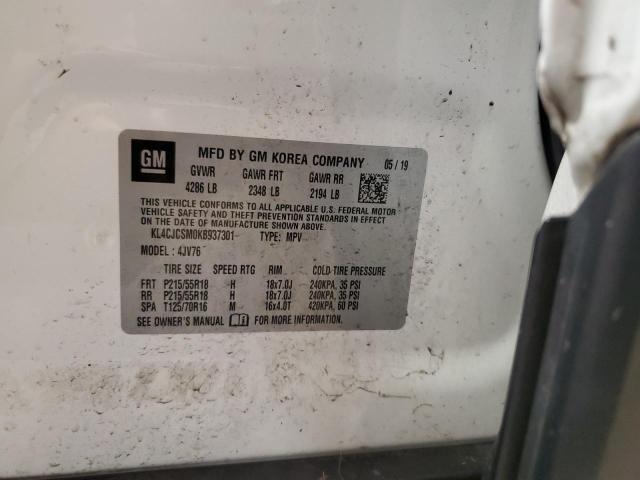 GM
MFD BY GM KOREA COMPANY 05/19
GVWR GAWR FRT GAWR RR
4286 LB 2348 LB 2194 LB
THIS VEHICLE CONFORMS TO ALL APPLICABLE U.S. FEDERAL MOTOR
VEHICLE SAFETY, BUMPER, AND THEFT PREVENTION STANDARDS IN
EFFECT ON THE DATE OF MANUFACTURE SHOWN ABOVE.
KL4CJCSM0KB937301 TYPE: MPV
MODEL: 4JV76
TIRE SIZE SPEED RTG RIM COLD TIRE PRESSURE
FRT P215/55R18 H 18x7.0J 240KPA, 35 PSI
RR P215/55R18 H 18x7.0J 240KPA, 35 PSI
SPA T125/70R16 M 16x4.0T 420KPA, 60 PSI
SEE OWNER'S MANUAL FOR MORE INFORMATION.